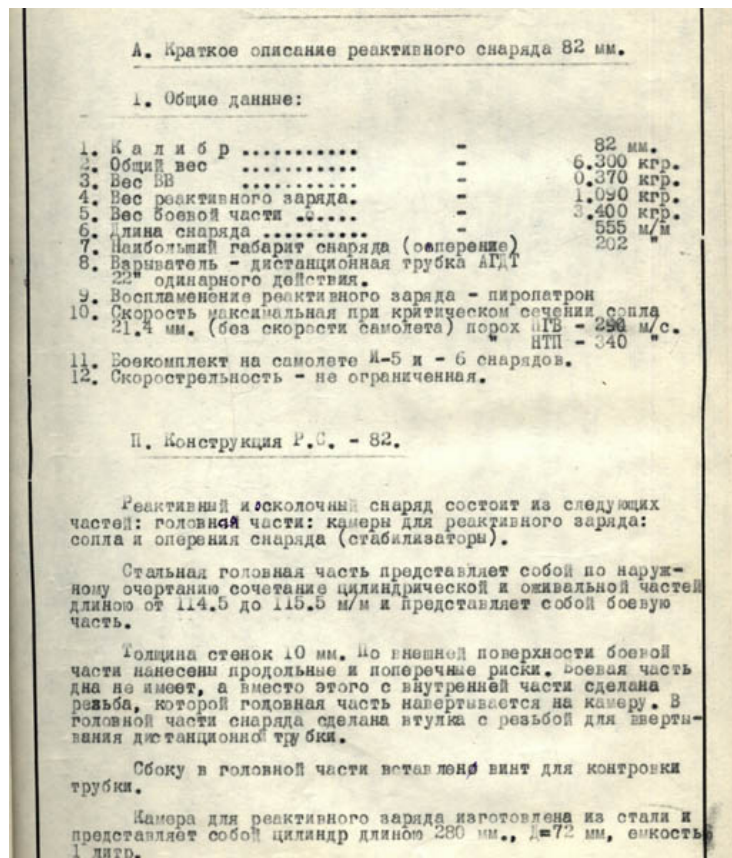 А. Краткое описание реактивного снаряда 82 мм.
I. Общие данные:
1. К а л и б р ........... - 82 мм.
2. Общий вес ........... - 6.300 кгр.
3. Вес ВВ ........... - 0.370 кгр.
4. Вес реактивного заряда. - 1.090 кгр.
5. Вес боевой части ....... - 3.400 кгр.
6. Длина снаряда .......... - 555 м/м
7. Наибольший габарит снаряда (оеперение) 202 "
8. Взрыватель - дистанционная трубка АГДТ
22" одинарного действия.
9. Воспламенение реактивного заряда - пиропатрон
10. Скорость максимальная при критическом сечении сопла
21.4 мм. (без скорости самолета) порох ПГВ - м/с.
" НТП - 340 "
11. Боекомплект на самолете И-5 и - 6 снарядов.
12. Скорострельность - не ограниченная.
П. Конструкция Р.С. - 82.
Реактивный и осколочный снаряд состоит из следующих
частей: головной части: камеры для реактивного заряда:
сопла и оперения снаряда (стабилизаторы).
Стальная головная часть представляет собой по наруж-
ному очертанию сочетание цилиндрической и оживальной частей
длиною от 114.5 до 115.5 м/м и представляет собой боевую
часть.
Толщина стенок 10 мм. По внешней поверхности боевой
части нанесены продольные и поперечные риски. Боевая часть
дна не имеет, а вместо этого с внутренней части сделана
резьба, которой головная часть навертывается на камеру. В
головной части снаряда сделана втулка с резьбой для вверты-
вания дистанционной трубки.
Сбоку в головной части вставлено винт для контровки
трубки.
Камера для реактивного заряда изготовлена из стали и
представляет собой цилиндр длиною 280 мм., Д=72 мм, емкостью
1 литр.